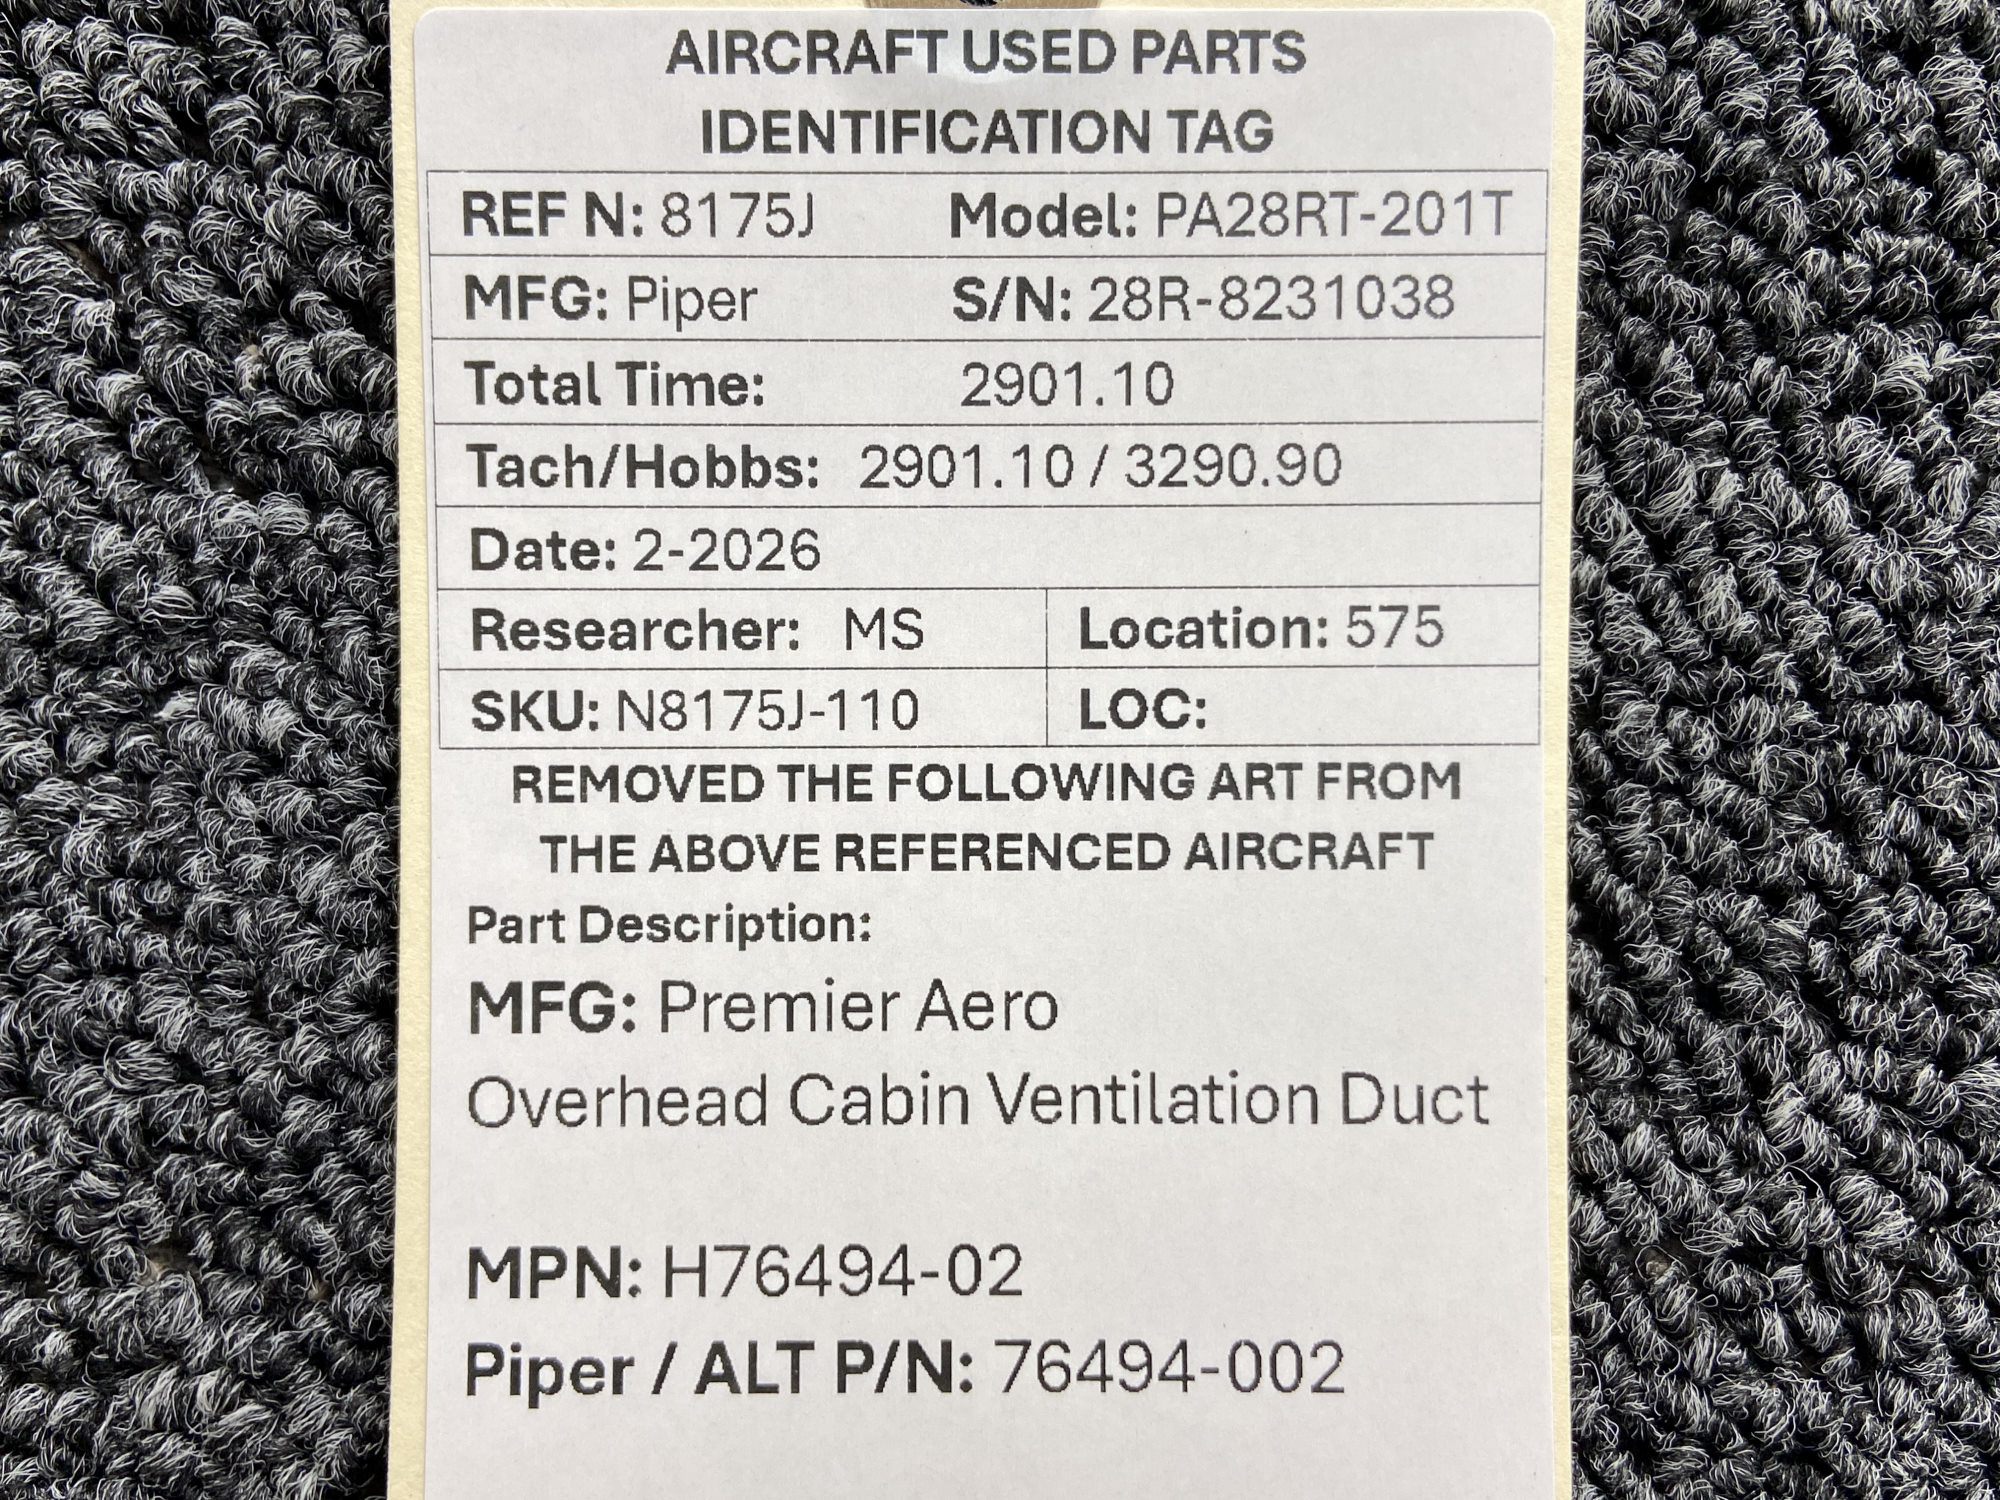 AIRCRAFT USED PARTS
IDENTIFICATION TAG
REF N: 8175J Model: PA28RT-201T
MFG: Piper S/N: 28R-8231038
Total Time: 2901.10
Tach/Hobbs: 2901.10 / 3290.90
Date: 2-2026
Researcher: MS Location: 575
SKU: N8175J-110 LOC:
REMOVED THE FOLLOWING ART FROM
THE ABOVE REFERENCED AIRCRAFT
Part Description:
MFG: Premier Aero
Overhead Cabin Ventilation Duct
MPN: H76494-02
Piper / ALT P/N: 76494-002